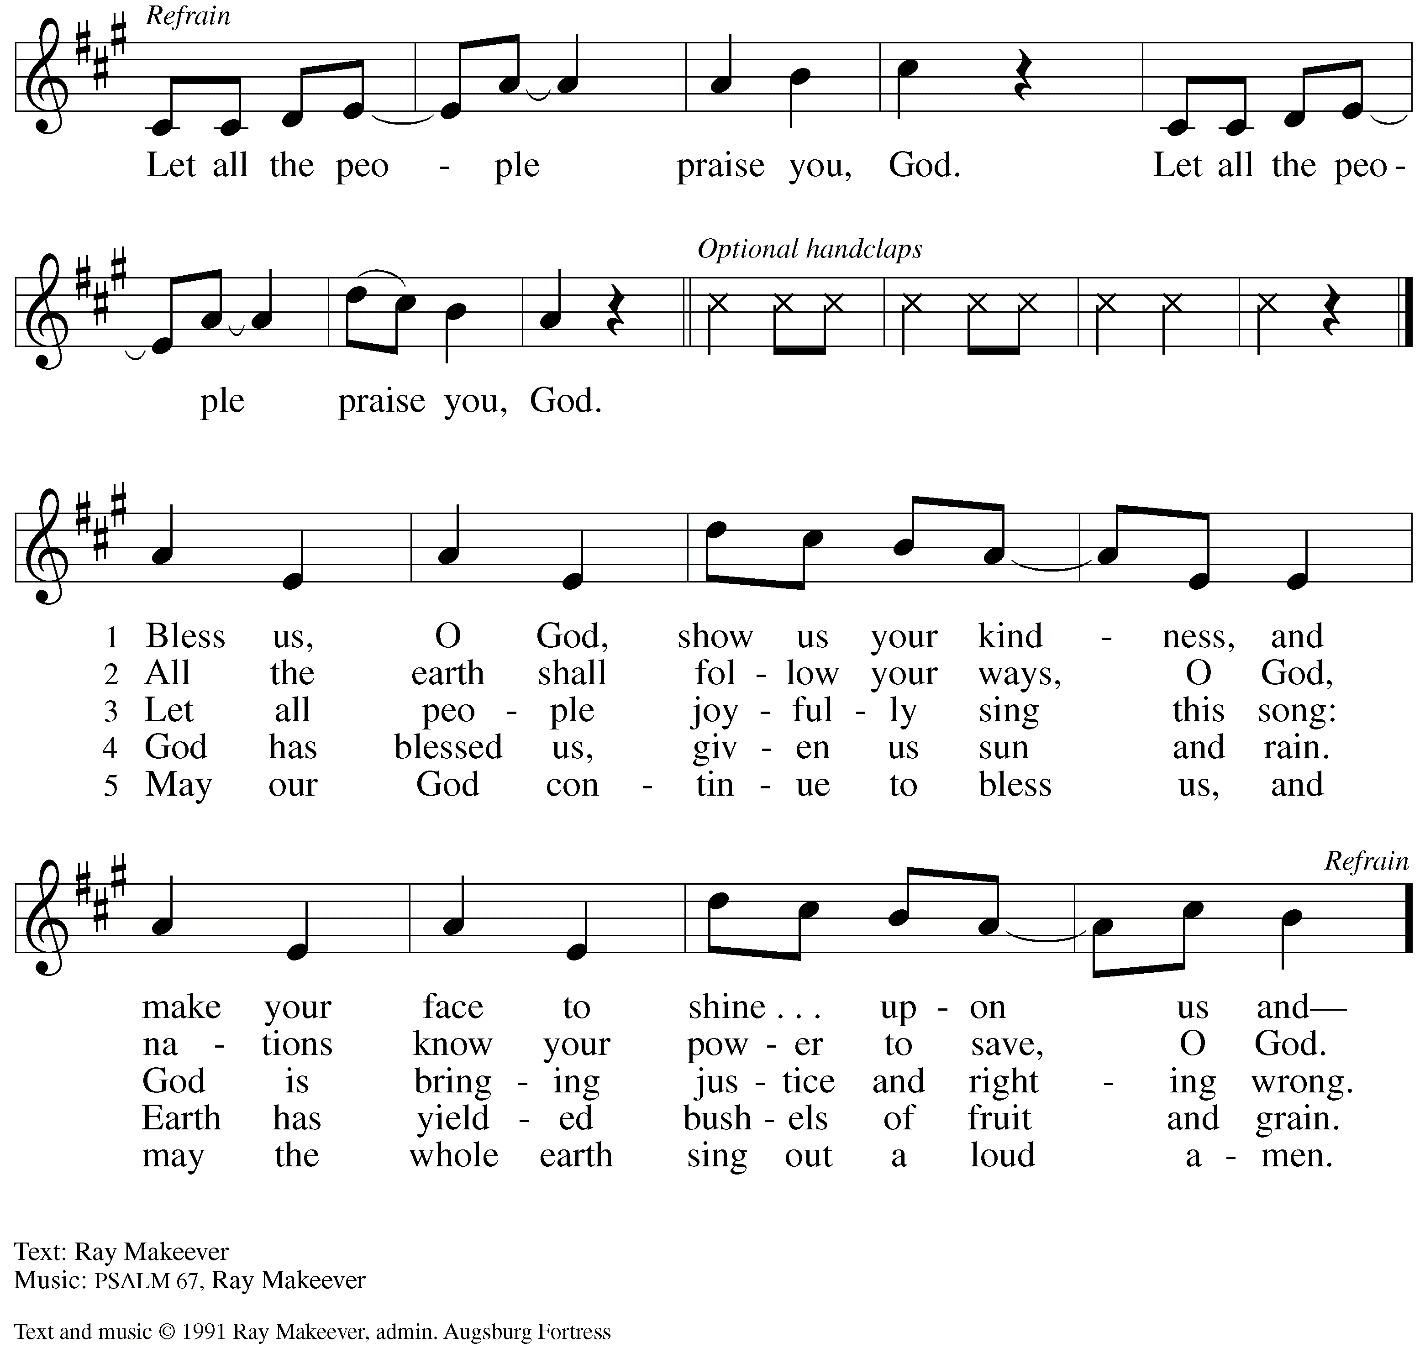 Refrain
Let all the peo - ple praise you, God. Let all the peo -
Optional handclaps
ple praise you, God.
1 Bless us, O God, show us your kind - ness, and
2 All the earth shall fol - low your ways, O God,
3 Let all peo - ple joy - ful - ly sing this song:
4 God has blessed us, giv - en us sun and rain.
5 May our God con - tin - ue to bless us, and
Refrain
make your face to shine . . . up - on us and—
na - tions know your pow - er to save, O God.
God is bring - ing jus - tice and right - ing wrong.
Earth has yield - ed bush - els of fruit and grain.
may the whole earth sing out a loud a - men.
Text: Ray Makeever
Music: PSALM 67, Ray Makeever
Text and music © 1991 Ray Makeever, admin. Augsburg Fortress